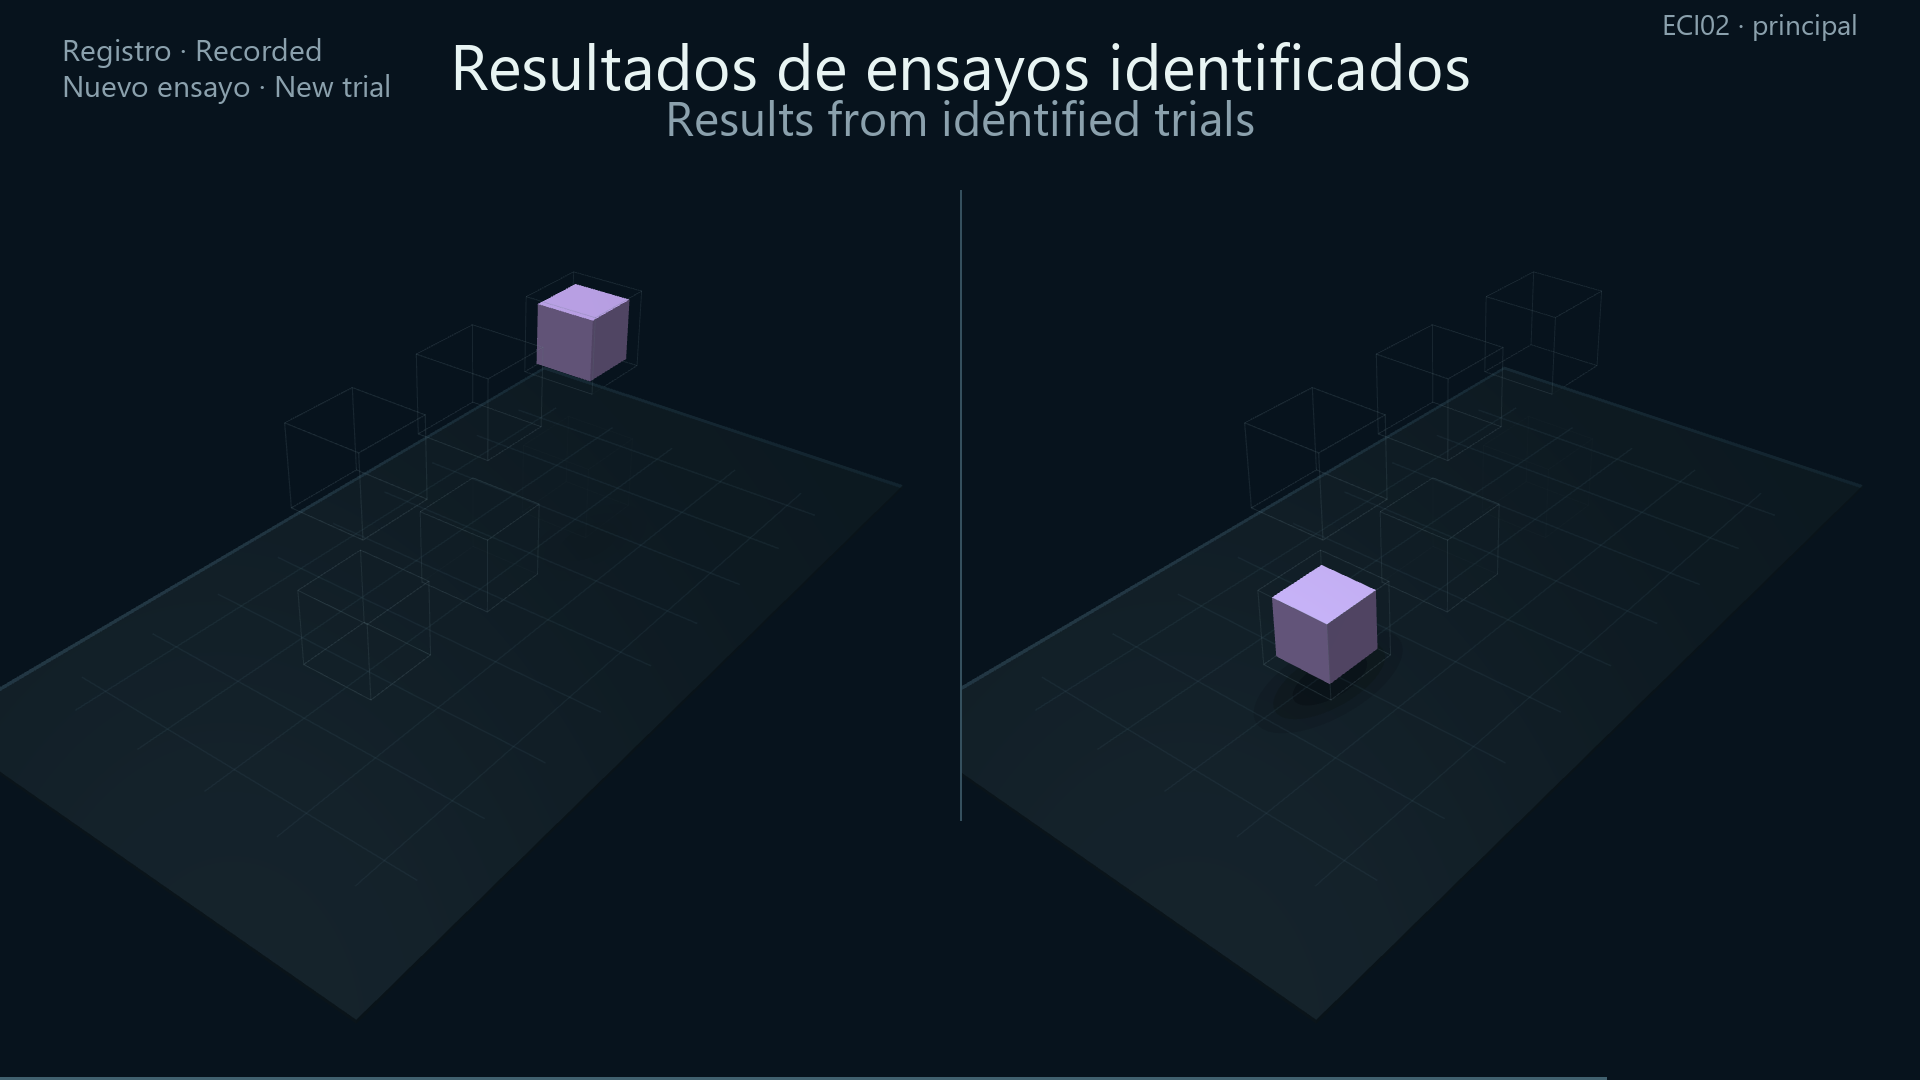 Registro · Recorded
Nuevo ensayo · New trial
Resultados de ensayos identificados
Results from identified trials
ECI02 · principal